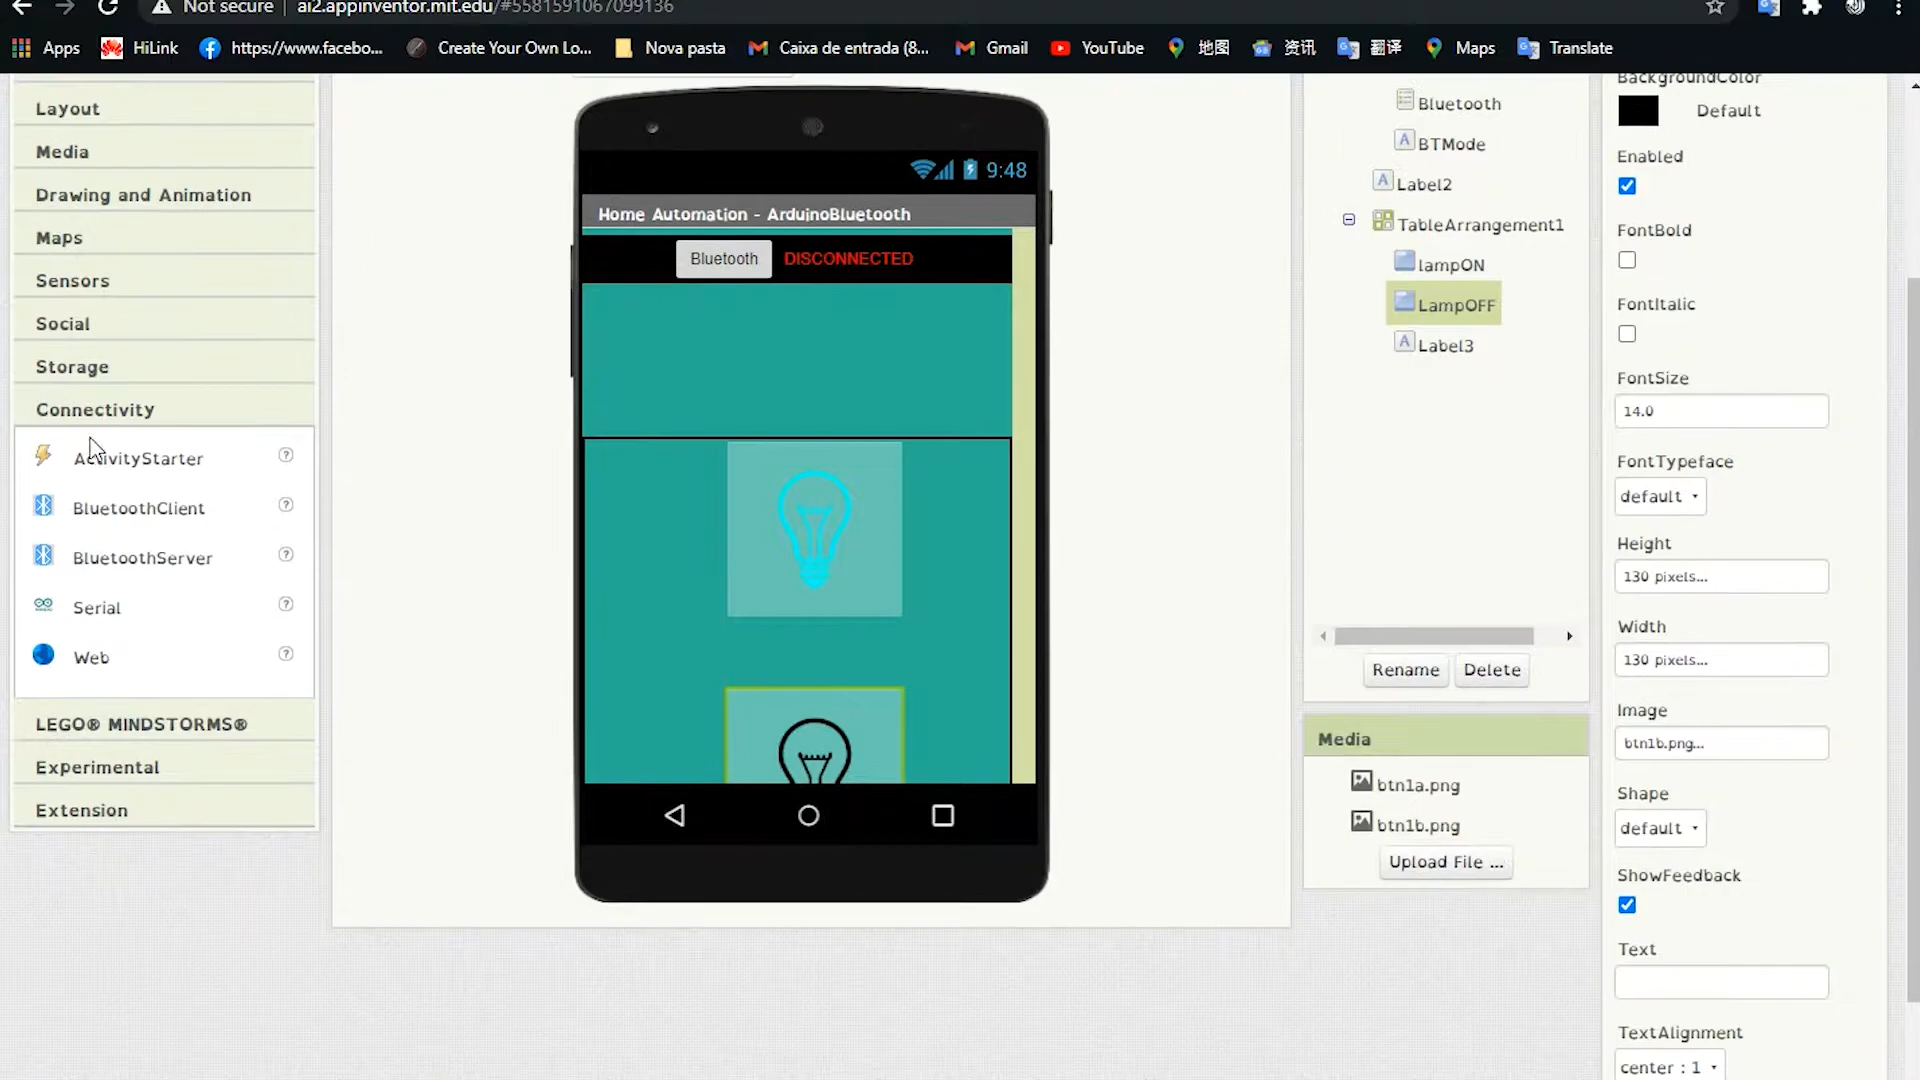 Not secure
ai2.appinventor.mit.edu/#5581591067099136
Apps
HiLink
https://www.facebo...
Create Your Own Lo...
Nova pasta
Caixa de entrada (8...
Gmail
YouTube
地图
资讯
翻译
Maps
Translate
Layout
Media
Drawing and Animation
Maps
Sensors
Social
Storage
Connectivity
ActivityStarter
BluetoothClient
BluetoothServer
Serial
Web
LEGO® MINDSTORMS®
Experimental
Extension
9:48
Home Automation - ArduinoBluetooth
Bluetooth
DISCONNECTED
Bluetooth
BTMode
Label2
TableArrangement1
lampON
LampOFF
Label3
Rename
Delete
Media
btn1a.png
btn1b.png
Upload File ...
BackgroundColor
Default
Enabled
FontBold
FontItalic
FontSize
14.0
FontTypeface
default
Height
130 pixels...
Width
130 pixels...
Image
btn1b.png...
Shape
default
ShowFeedback
Text
TextAlignment
center : 1